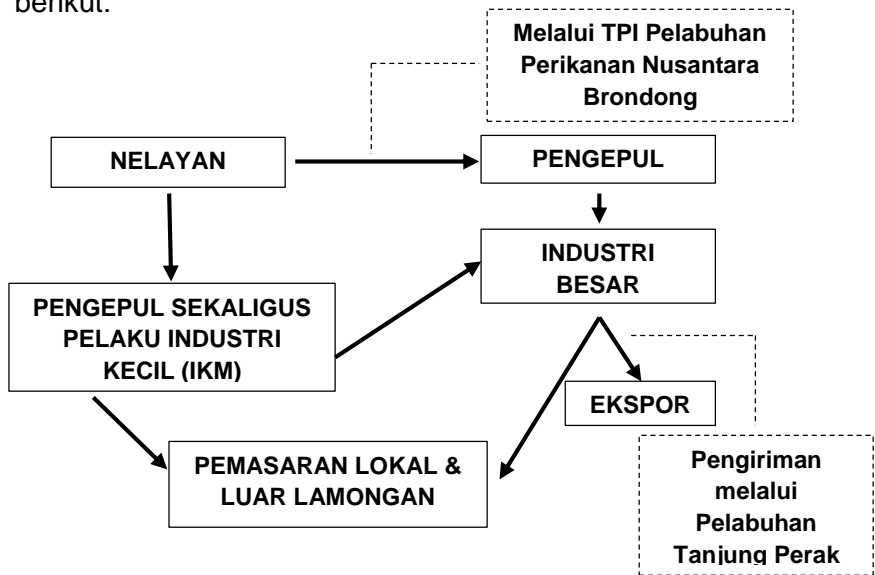 berikut.
Melalui TPI Pelabuhan
Perikanan Nusantara
Brondong
NELAYAN
PENGEPUL
INDUSTRI
BESAR
PENGEPUL SEKALIGUS
PELAKU INDUSTRI
KECIL (IKM)
EKSPOR
PEMASARAN LOKAL &
LUAR LAMONGAN
Pengiriman
melalui
Pelabuhan
Tanjung Perak